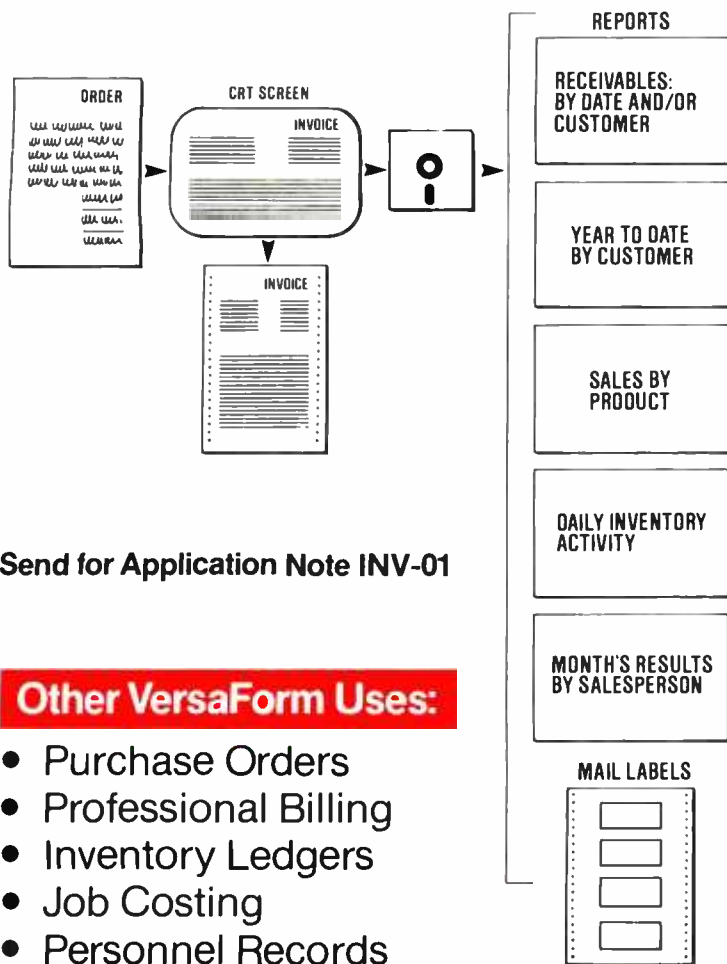 ORDER
CRT SCREEN
INVOICE
INVOICE
REPORTS
RECEIVABLES:
BY DATE AND/OR
CUSTOMER
YEAR TO DATE
BY CUSTOMER
SALES BY
PRODUCT
DAILY INVENTORY
ACTIVITY
MONTH'S RESULTS
BY SALESPERSON
MAIL LABELS
Send for Application Note INV-01
Other VersaForm Uses:
• Purchase Orders
• Professional Billing
• Inventory Ledgers
• Job Costing
• Personnel Records